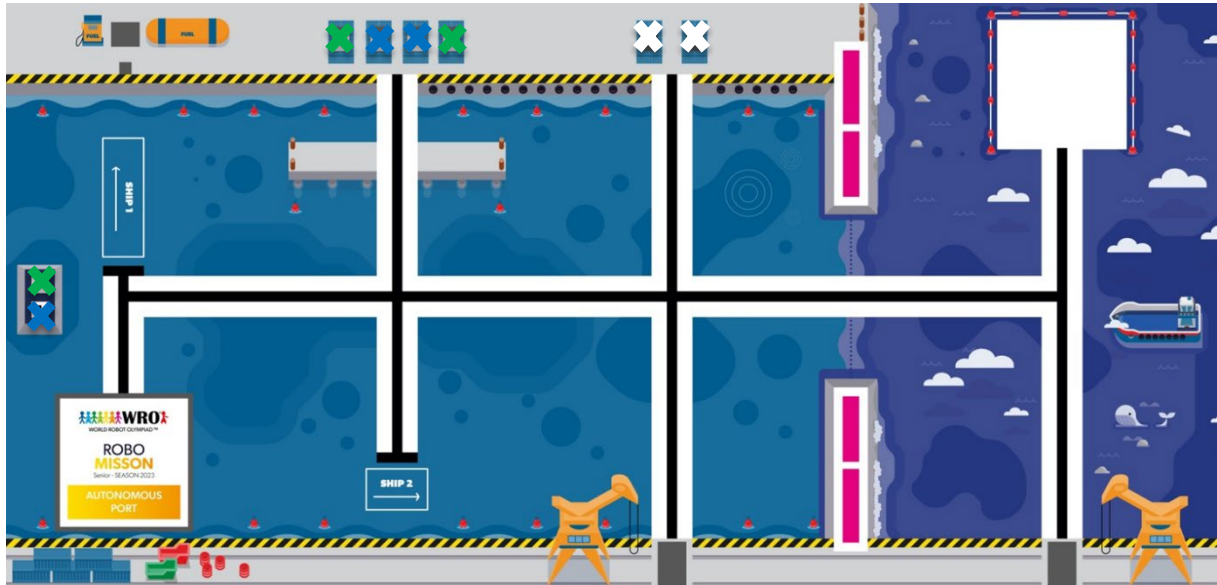 FUEL
FUEL
SHIP 1
WRO
WORLD ROBOT OLYMPIAD™
ROBO
MISSON
Senior - SEASON 2023
AUTONOMOUS
PORT
SHIP 2